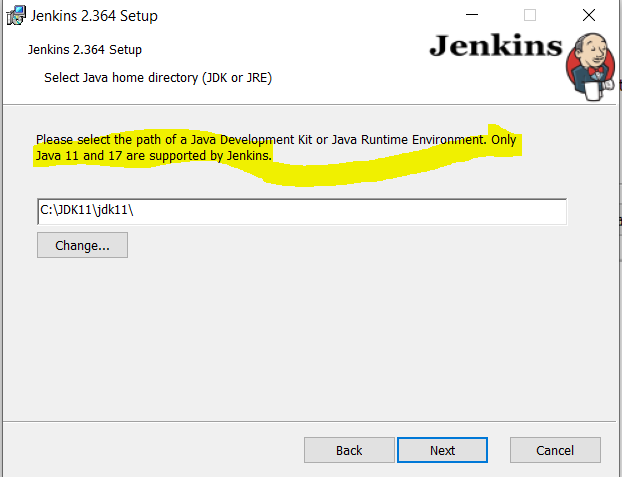 Jenkins 2.364 Setup
Jenkins 2.364 Setup
Jenkins
Select Java home directory (JDK or JRE)
Please select the path of a Java Development Kit or Java Runtime Environment. Only
Java 11 and 17 are supported by Jenkins.
C:\JDK11\jdk11\
Change...
Back
Next
Cancel